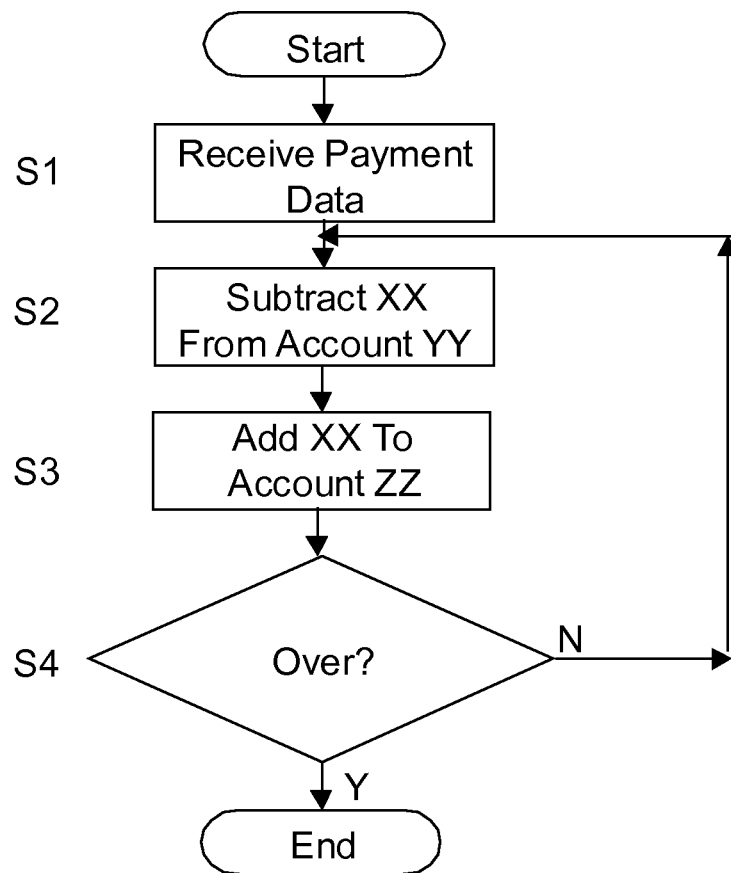 Start
S1
Receive Payment
Data
S2
Subtract XX
From Account YY
S3
Add XX To
Account ZZ
S4
Over?
N
Y
End